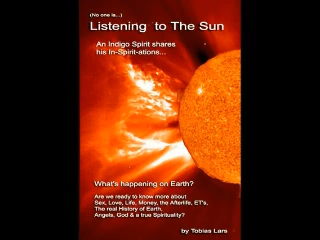 (No one is...)
Listening to The Sun
An Indigo Spirit shares
his In-Spirit-ations...
What's happening on Earth?
Are we ready to know more about
Sex, Love, Life, Money, the Afterlife, ET's,
The real History of Earth,
Angels, God & a true Spirituality?
by Tobias Lars